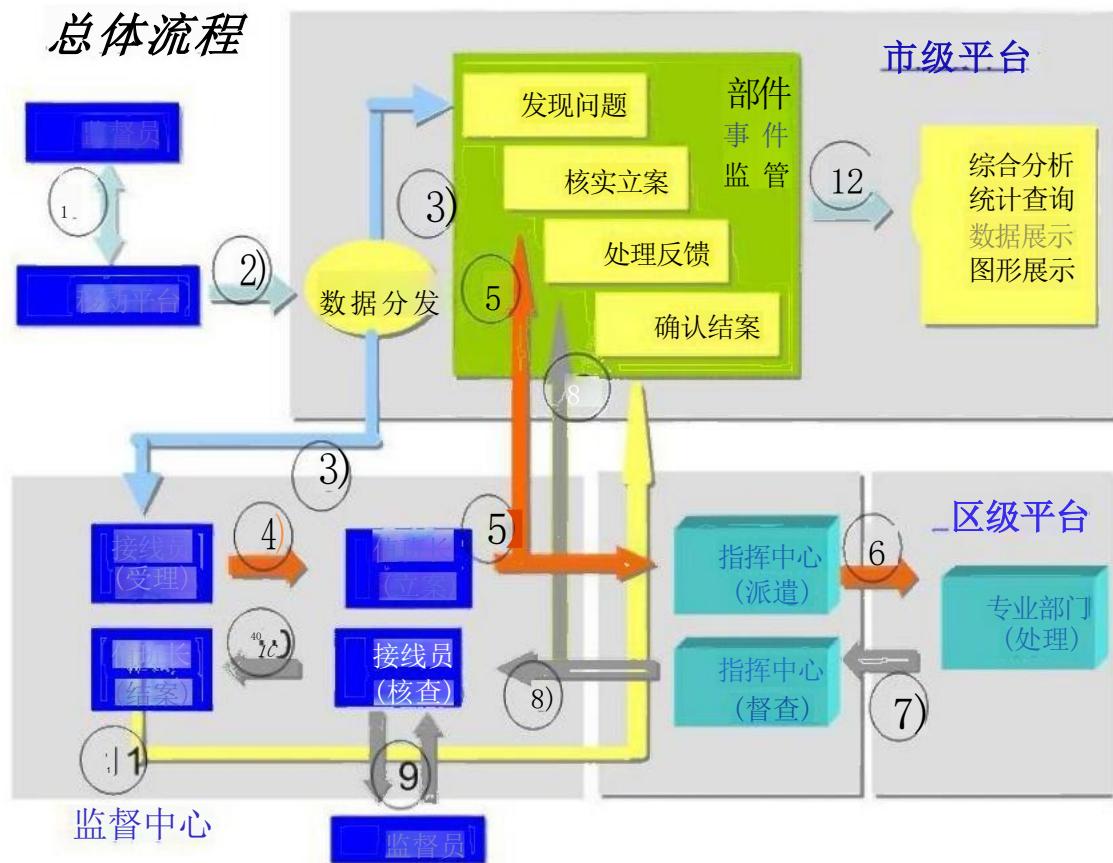 总体流程
市级平台
监督员
1
移动平台
2)
数据分发
3)
发现问题
核实立案
处理反馈
确认结案
部件
事件
监管
12
综合分析
统计查询
数据展示
图形展示
5
8
3)
接线员
(受理)
4)
长
(立案)
5
指挥中心
(派遣)
6
区级平台
专业部门
(处理)
长
(结案)
接线员
(核查)
8)
指挥中心
(督查)
7)
11
9
监督中心
监督员